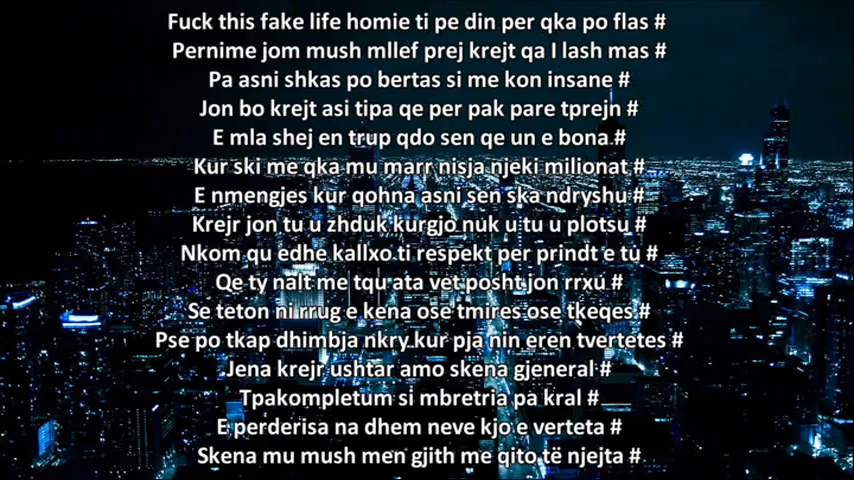 Fuck this fake life homie ti pe din per qka po flas #
Pernime jom mush mllef prej krejt qa I lash mas #
Pa asni shkas po bertas si me kon insane #
Jon bo krejt asi tipa qe per pak pare tprejn #
E mla shej en trup qdo sen qe un e bona #
Kur ski me qka mu marr nisja njeki milionat #
E nmengjes kur qohna asni sen ska ndryshu #
Krejr jon tu u zhduk kurgjo nuk u tu u plotsu #
Nkom qu edhe kallxo ti respekt per prindt e tu #
Qe ty nalt me tqu ata vet posht jon rrxu #
Se teton ni rrug e kena ose tmires ose tkeqes #
Pse po tkap dhimbja nkry kur pja nin eren tvertetes #
Jena krejr ushtar amo skena gjeneral #
Tpakompletum si mbretria pa kral #
E perderisa na dhem neve kjo e verteta #
Skena mu mush men gjith me qito të njejta #